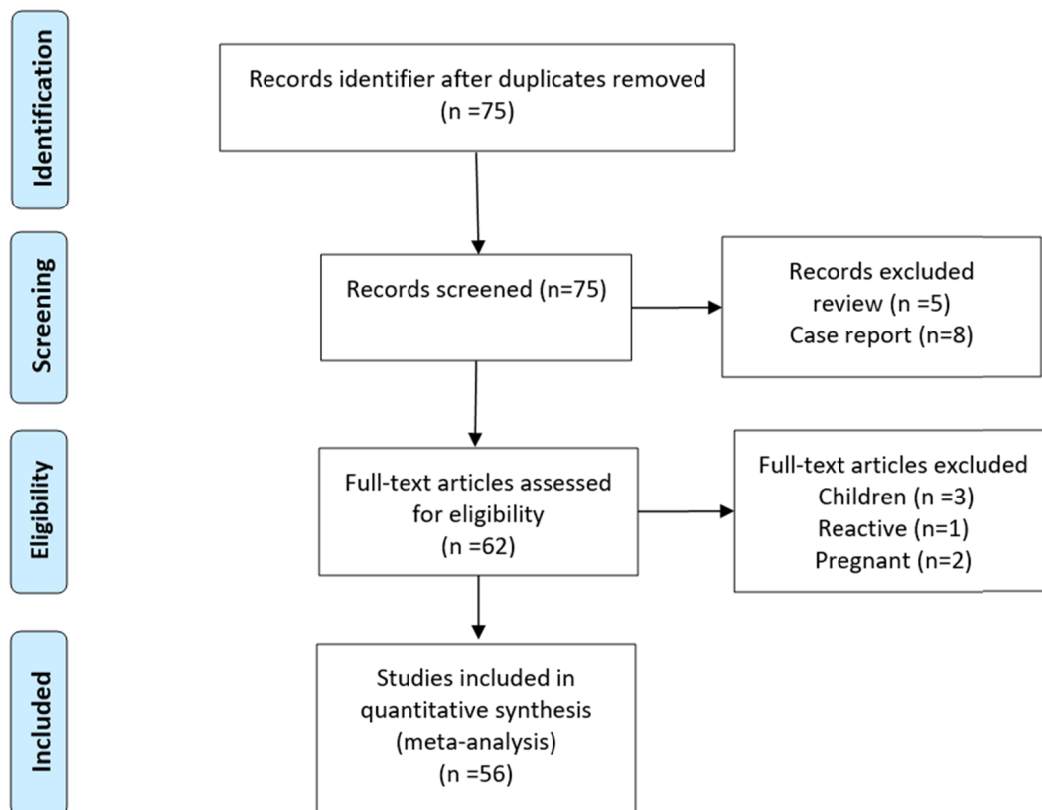 Identification
Records identifier after duplicates removed
(n =75)
Screening
Records screened (n=75)
Records excluded
review (n =5)
Case report (n=8)
Eligibility
Full-text articles assessed
for eligibility
(n =62)
Full-text articles excluded
Children (n =3)
Reactive (n=1)
Pregnant (n=2)
Included
Studies included in
quantitative synthesis
(meta-analysis)
(n =56)